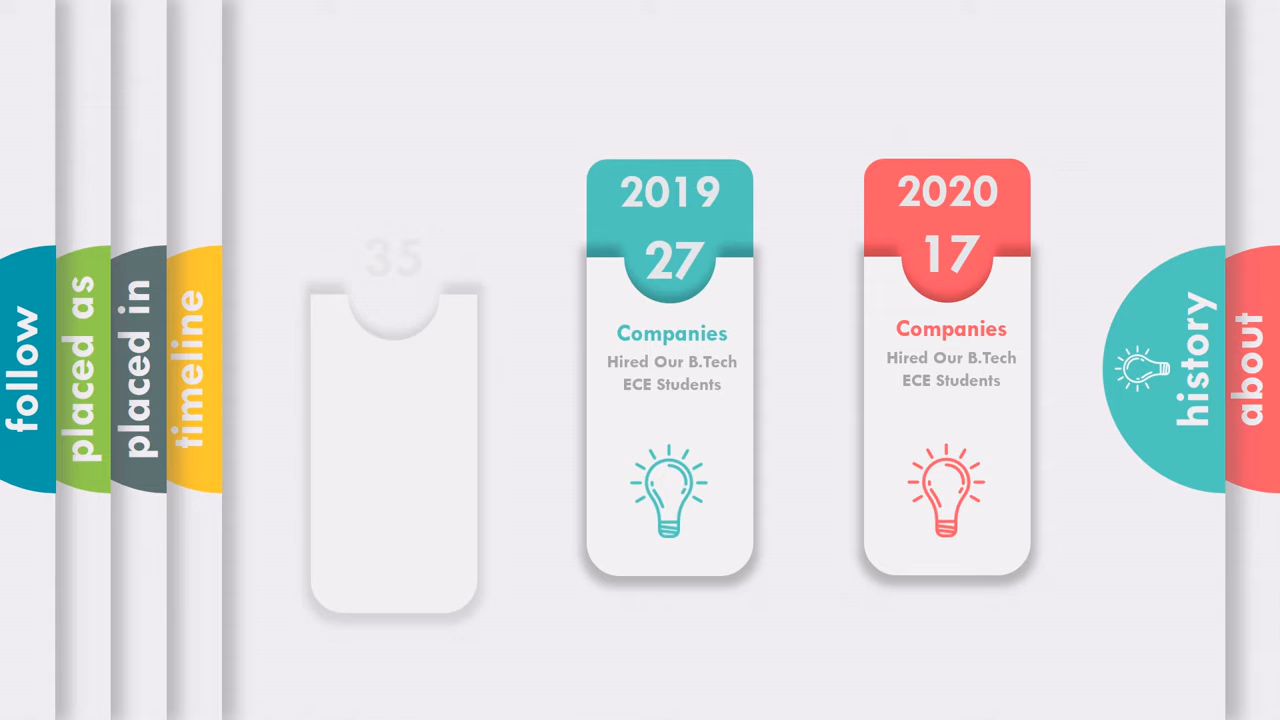 follow
placed as
placed in
timeline
35
2019
27
Companies
Hired Our B.Tech
ECE Students
2020
17
Companies
Hired Our B.Tech
ECE Students
history
about